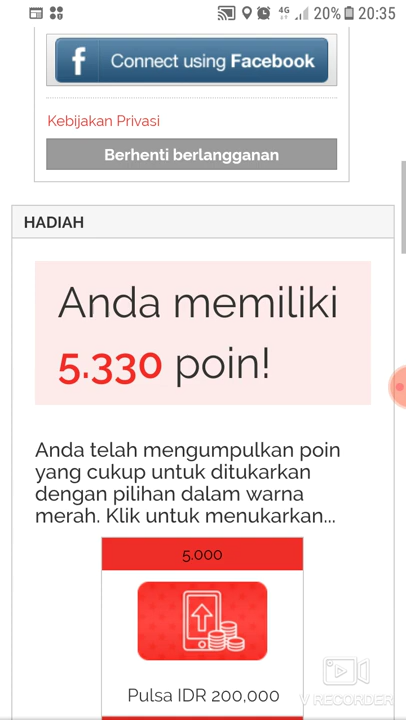 4G 20% 20:35
f Connect using Facebook
Kebijakan Privasi
Berhenti berlangganan
HADIAH
Anda memiliki
5.330 poin!
Anda telah mengumpulkan poin
yang cukup untuk ditukarkan
dengan pilihan dalam warna
merah. Klik untuk menukarkan...
5.000
Pulsa IDR 200,000
V RECORDER